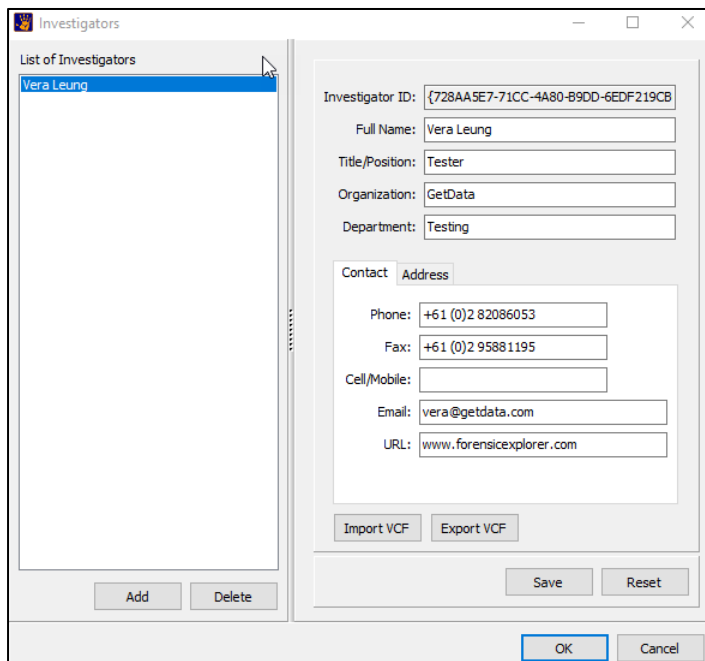 Investigators
List of Investigators
Vera Leung
Add
Delete
Investigator ID: {728AA5E7-71CC-4A80-B9DD-6EDF219CB
Full Name: Vera Leung
Title/Position: Tester
Organization: GetData
Department: Testing
Contact Address
Phone: +61 (0)2 82086053
Fax: +61 (0)2 95881195
Cell/Mobile:
Email: vera@getdata.com
URL: www.forensicexplorer.com
Import VCF Export VCF
Save Reset
OK Cancel